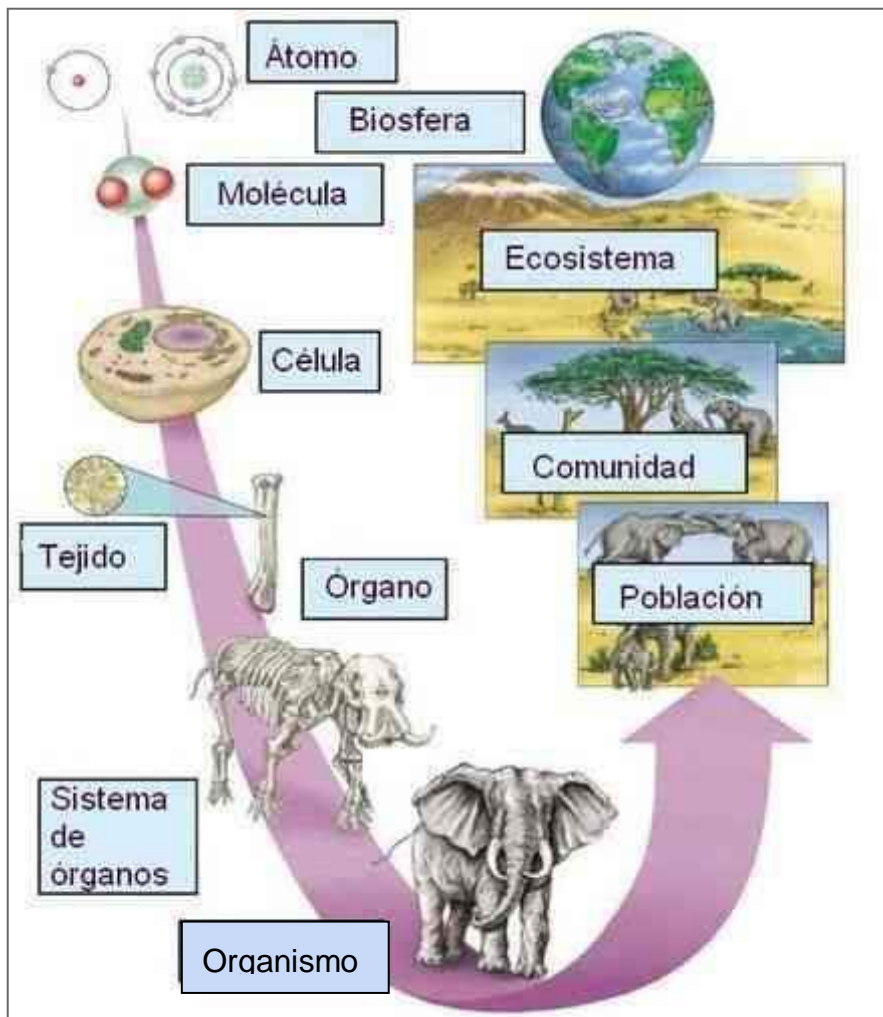 Átomo
Biosfera
Molécula
Ecosistema
Célula
Comunidad
Tejido
Órgano
Población
Sistema
de
órganos
Organismo